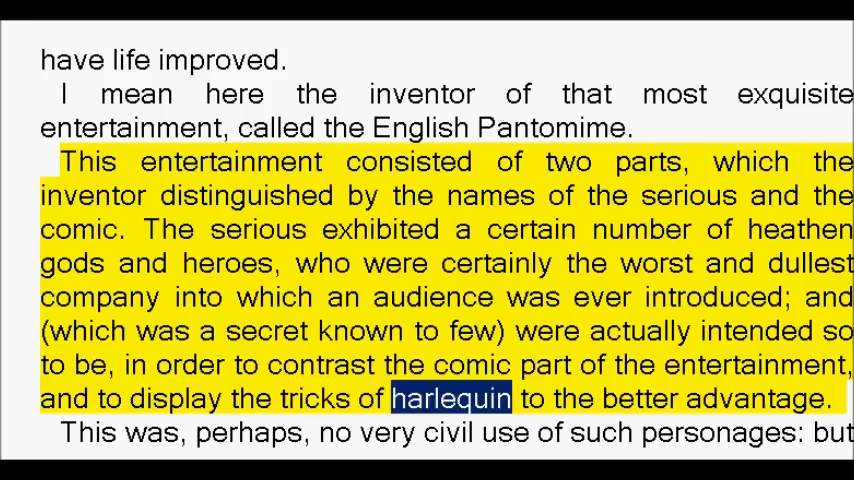 have life improved.
I mean here the inventor of that most exquisite
entertainment, called the English Pantomime.
This entertainment consisted of two parts, which the
inventor distinguished by the names of the serious and the
comic. The serious exhibited a certain number of heathen
gods and heroes, who were certainly the worst and dullest
company into which an audience was ever introduced; and
(which was a secret known to few) were actually intended so
to be, in order to contrast the comic part of the entertainment,
and to display the tricks of harlequin to the better advantage.
This was, perhaps, no very civil use of such personages: but